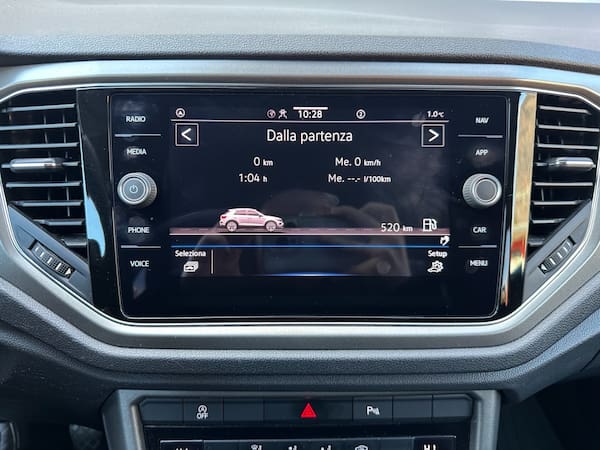 RADIO
MEDIA
PHONE
VOICE
10:28
2
1.0°C
Dalla partenza
0 km Me. 0 km/h
1:04 h Me. --.- l/100km
520 km
Seleziona
Setup
NAV
APP
CAR
MENU
OFF